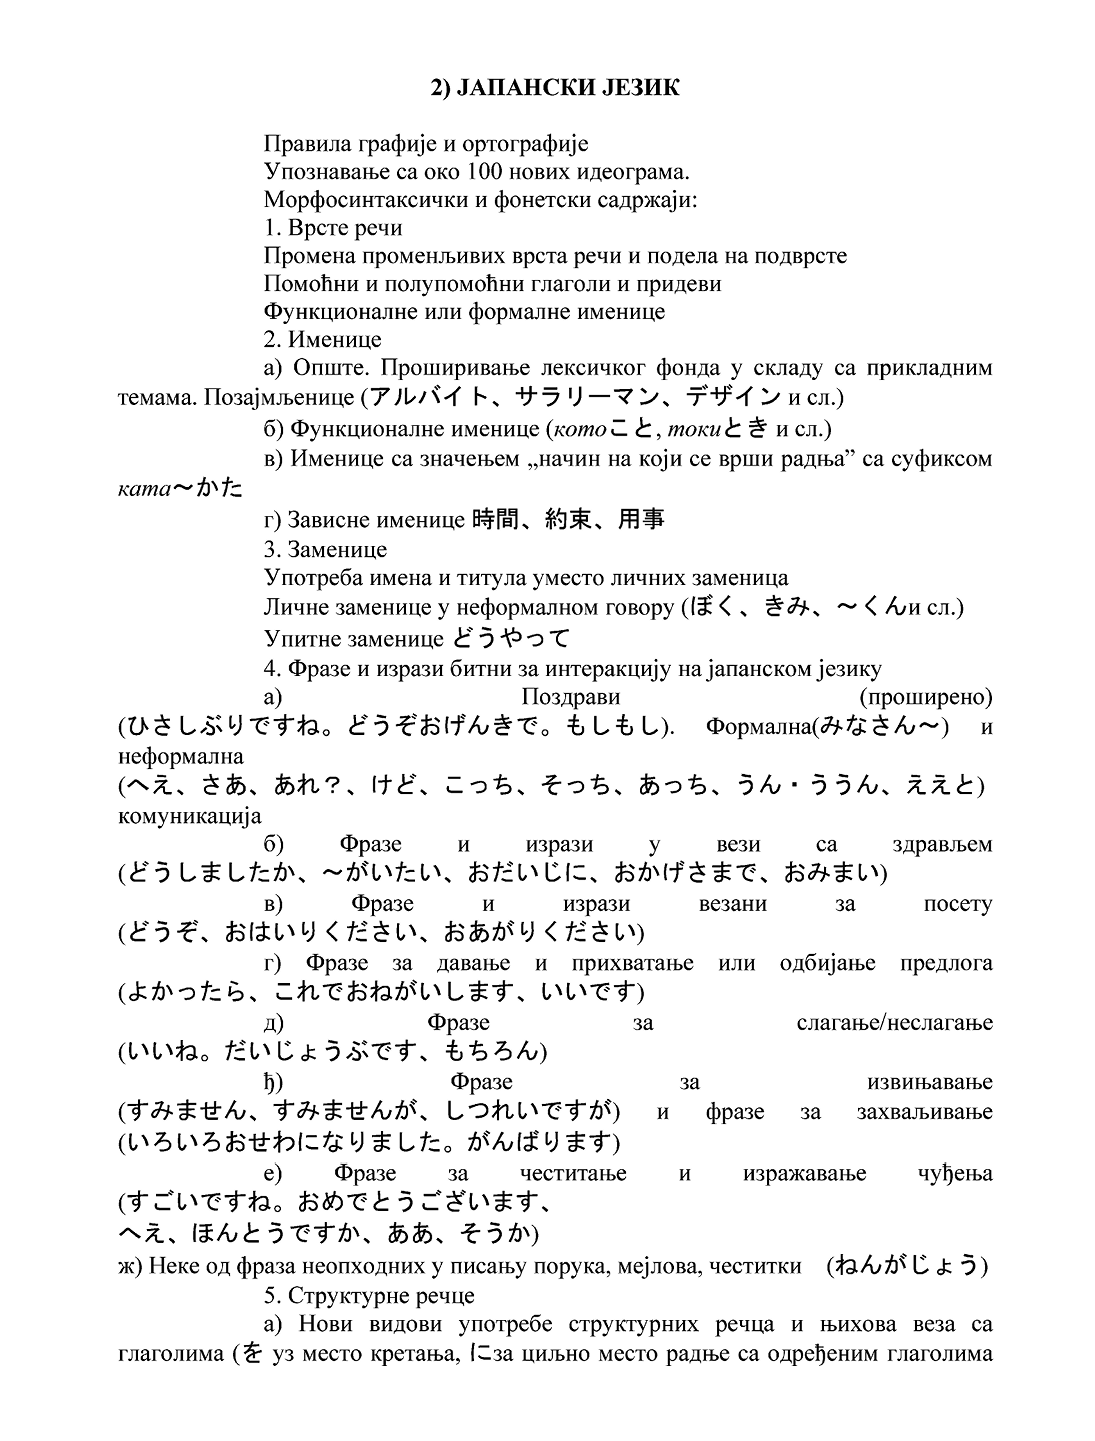 2) ЈАПАНСКИ ЈЕЗИК
Правила графије и ортографије
Упознавање са око 100 нових идеограма.
Морфосинтаксички и фонетски садржаји:
1. Врсте речи
Промена променљивих врста речи и подела на подврсте
Помоћни и полупомоћни глаголи и придеви
Функционалне или формалне именице
2. Именице
а) Опште. Проширивање лексичког фонда у складу са прикладним
темама. Позајмљенице (アルバイト、サラリーマン、デザイン и сл.)
б) Функционалне именице (кото こと, токи とき и сл.)
в) Именице са значењем „начин на који се врши радња” са суфиксом
ката～かた
г) Зависне именице 時間、約束、用事
3. Заменице
Употреба имена и титула уместо личних заменица
Личне заменице у неформалном говору (ぼく、きみ、～くんи сл.)
Упитне заменице どうやって
4. Фразе и изрази битни за интеракцију на јапанском језику
а) Поздрави (проширено)
(ひさしぶりですね。どうぞおげんきで。もしもし). Формална(みなさん～) и
неформална
(へえ、さあ、あれ？、けど、こっち、そっち、あっち、うん・ううん、ええと)
комуникација
б) Фразе и изрази у вези са здрављем
(どうしましたか、～がいたい、おだいじに、おかげさまで、おみまい)
в) Фразе и изрази везани за посету
(どうぞ、おはいりください、おあがりください)
г) Фразе за давање и прихватање или одбијање предлога
(よかったら、これでおねがいします、いいです)
д) Фразе за слагање/неслагање
(いいね。だいじょうぶです、もちろん)
ђ) Фразе за извињавање
(すみません、すみませんが、しつれいですが) и фразе за захваљивање
(いろいろおせわになりました。がんばります)
е) Фразе за честитање и изражавање чуђења
(すごいですね。おめでとうございます、
へえ、ほんとうですか、ああ、そうか)
ж) Неке од фраза неопходних у писању порука, мејлова, честитки (ねんがじょう)
5. Структурне речце
а) Нови видови употребе структурних речца и њихова веза са
глаголима (を уз место кретања, にза циљно место радње са одређеним глаголима